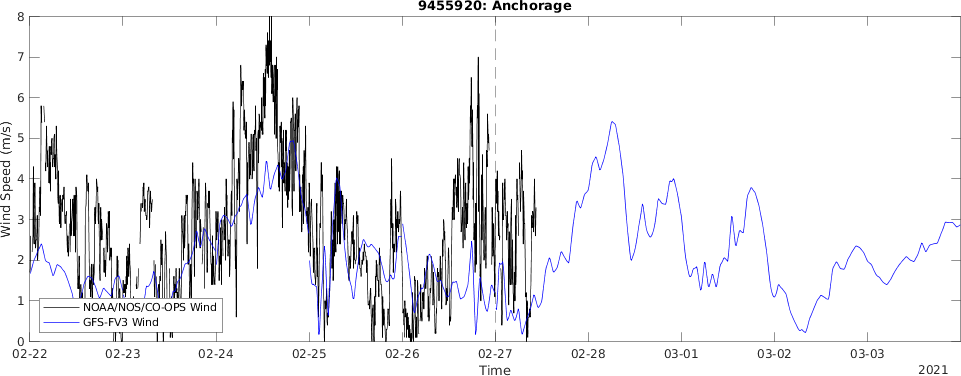 9455920: Anchorage
8
7
6
5
4
3
2
1
0
Wind Speed (m/s)
NOAA/NOS/CO-OPS Wind
GFS-FV3 Wind
02-22 02-23 02-24 02-25 02-26 02-27 02-28 03-01 03-02 03-03
Time
2021